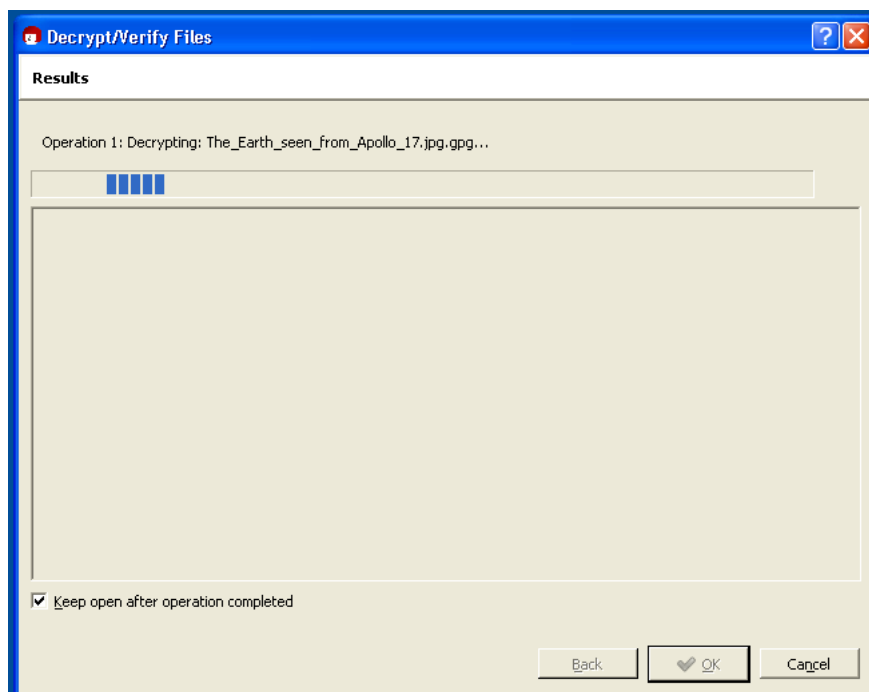 Decrypt/Verify Files
?
Results
Operation 1: Decrypting: The_Earth_seen_from_Apollo_17.jpg.gpg...
Keep open after operation completed
Back
OK
Cancel